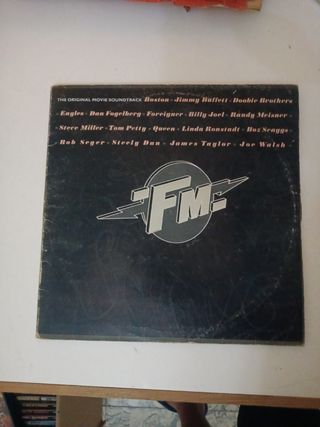 THE ORIGINAL MOVIE SOUNDTRACK Boston · Jimmy Buffett · Doobie Brothers
· Eagles · Dan Fogelberg · Foreigner · Billy Joel · Randy Meisner ·
· Steve Miller · Tom Petty · Queen · Linda Ronstadt · Boz Scaggs ·
· Bob Seger · Steely Dan · James Taylor · Joe Walsh ·
FM